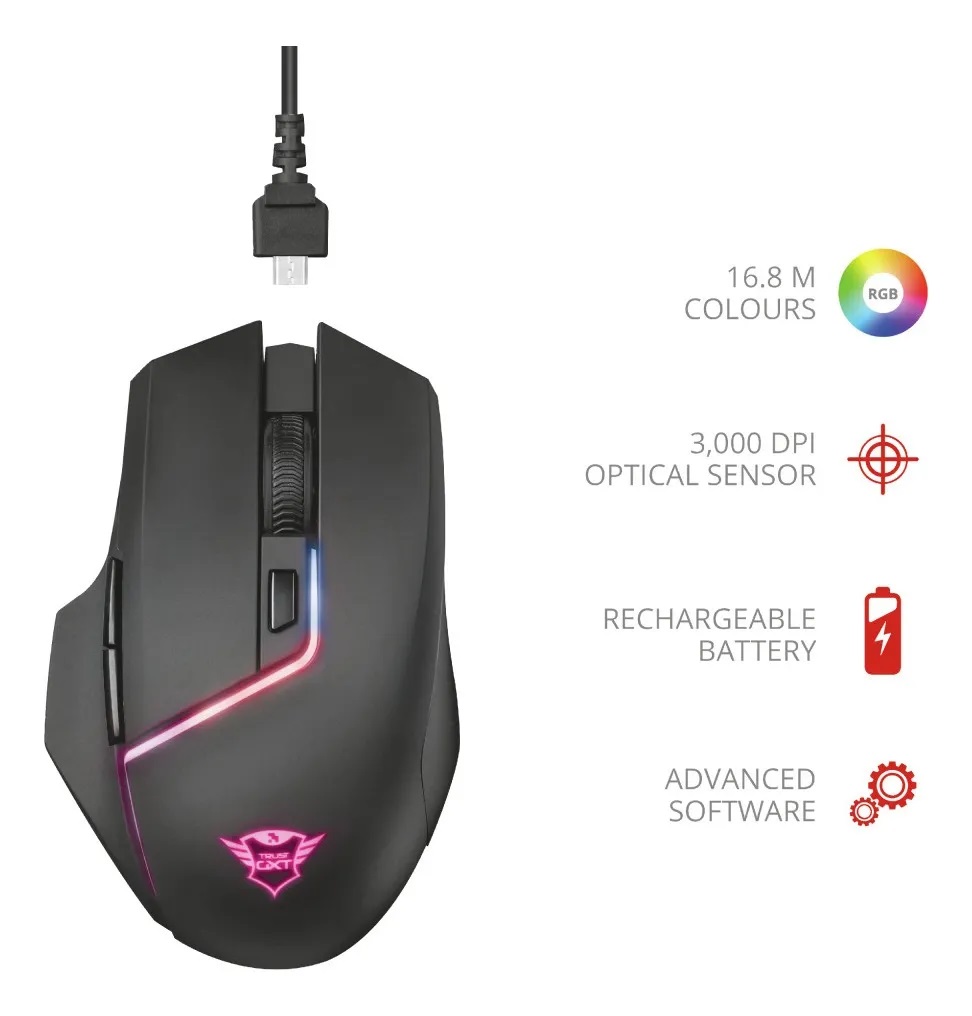 16.8 M
COLOURS
RGB
3,000 DPI
OPTICAL SENSOR
RECHARGEABLE
BATTERY
ADVANCED
SOFTWARE
TRUST
GXT